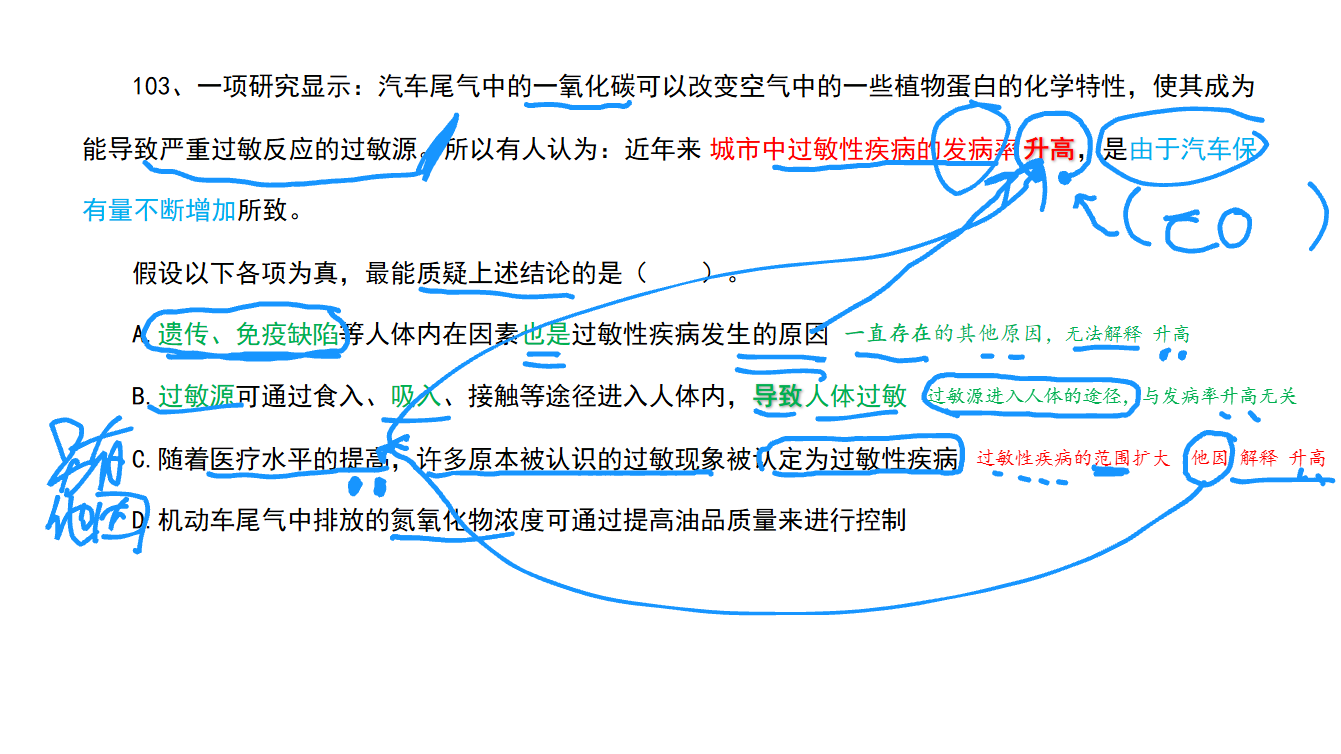 103、一项研究显示：汽车尾气中的一氧化碳可以改变空气中的一些植物蛋白的化学特性，使其成为
能导致严重过敏反应的过敏源。所以有人认为：近年来 城市中过敏性疾病的发病率 升高，是由于汽车保
有量不断增加所致。
假设以下各项为真，最能质疑上述结论的是（  ）。
A.遗传、免疫缺陷等人体内在因素也是过敏性疾病发生的原因 一直存在的其他原因，无法解释 升高
B.过敏源可通过食入、吸入、接触等途径进入人体内，导致人体过敏 过敏源进入人体的途径，与发病率升高无关
C.随着医疗水平的提高，许多原本被认识的过敏现象被认定为过敏性疾病 过敏性疾病的范围扩大 他因 解释 升高
另有
他因
D.机动车尾气中排放的氮氧化物浓度可通过提高油品质量来进行控制